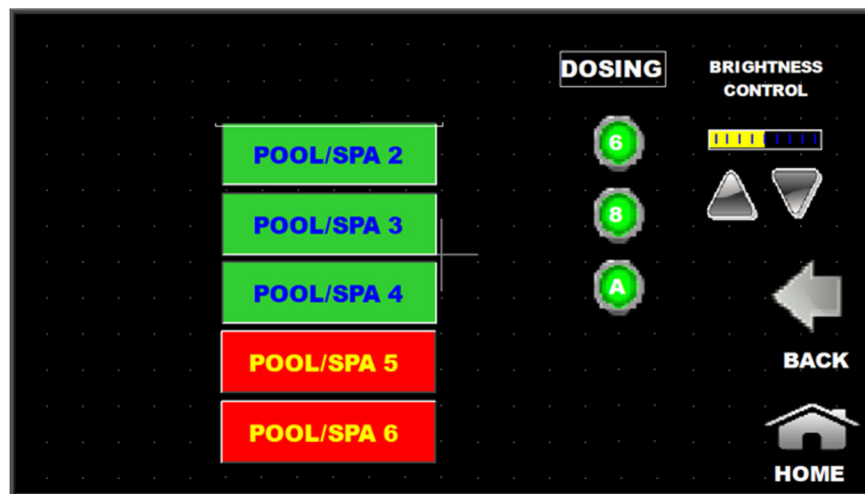 DOSING
BRIGHTNESS
CONTROL
POOL/SPA 2
6
POOL/SPA 3
8
POOL/SPA 4
A
BACK
POOL/SPA 5
POOL/SPA 6
HOME